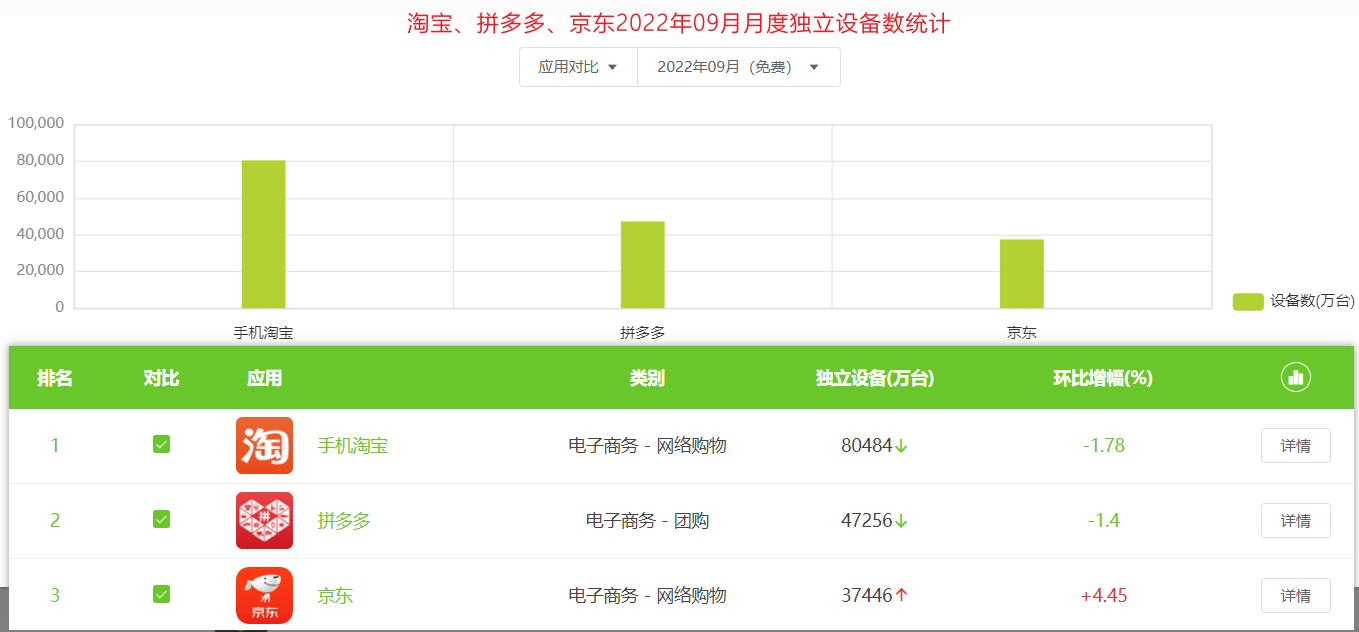 淘宝、拼多多、京东2022年09月月度独立设备数统计
应用对比 2022年09月（免费）
100,000
80,000
60,000
40,000
20,000
0
手机淘宝 拼多多 京东
设备数(万台)
排名 对比 应用 类别 独立设备(万台) 环比增幅(%)
1 淘 手机淘宝 电子商务 - 网络购物 80484↓ -1.78 详情
2 拼 拼多多 电子商务 - 团购 47256↓ -1.4 详情
3 京东 京东 电子商务 - 网络购物 37446↑ +4.45 详情